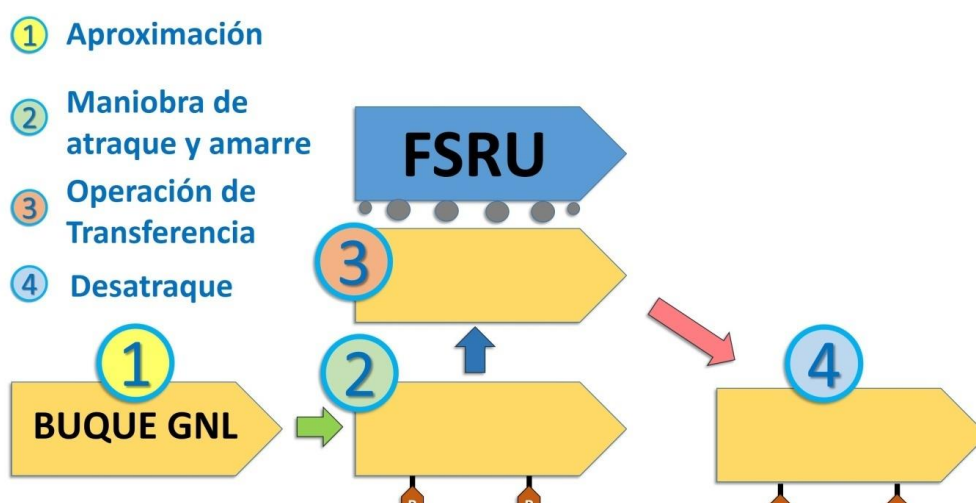 1 Aproximación
2 Maniobra de
atraque y amarre
3 Operación de
Transferencia
4 Desatraque
FSRU
3
1
2
4
BUQUE GNL